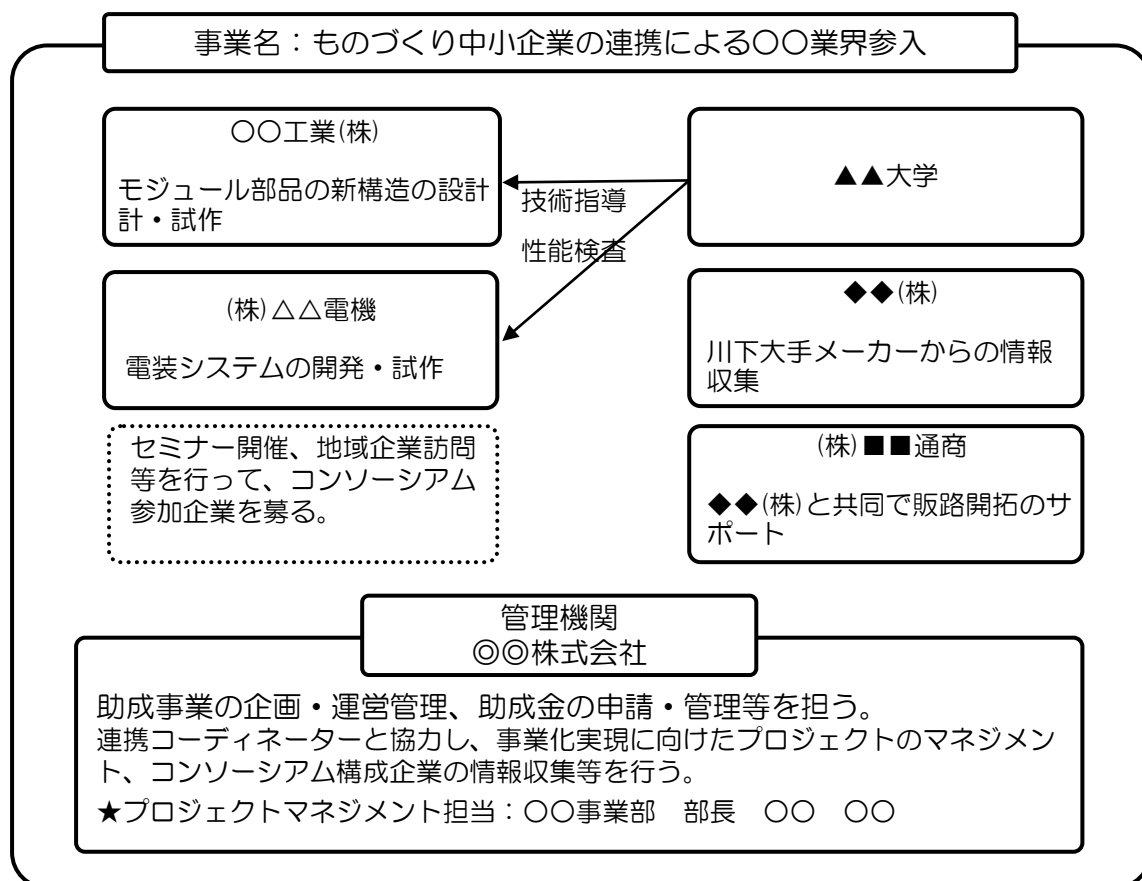 事業名：ものづくり中小企業の連携による〇〇業界参入
〇〇工業(株)
モジュール部品の新構造の設計
計・試作
技術指導
性能検査
▲▲大学
(株)△△電機
電装システムの開発・試作
◆◆(株)
川下大手メーカーからの情報
収集
セミナー開催、地域企業訪問
等を行って、コンソーシアム
参加企業を募る。
(株)■■通商
◆◆(株)と共同で販路開拓のサ
ポート
管理機関
◎◎株式会社
助成事業の企画・運営管理、助成金の申請・管理等を担う。
連携コーディネーターと協力し、事業化実現に向けたプロジェクトのマネジメン
ト、コンソーシアム構成企業の情報収集等を行う。
★プロジェクトマネジメント担当：〇〇事業部　部長　〇〇　〇〇